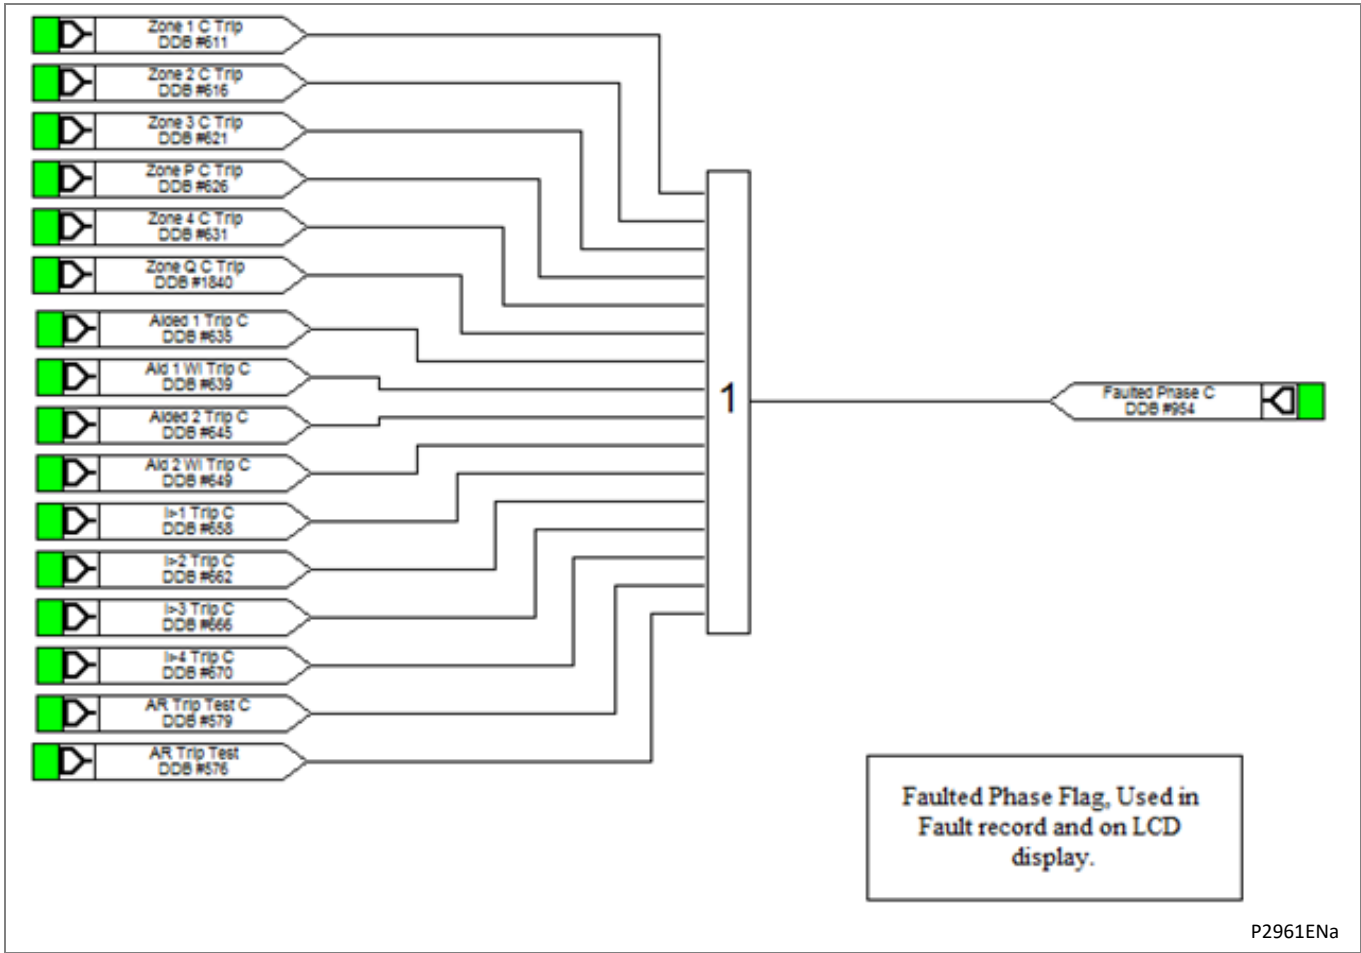 Zone 1 C Trip
DDB #611
Zone 2 C Trip
DDB #616
Zone 3 C Trip
DDB #621
Zone P C Trip
DDB #626
Zone 4 C Trip
DDB #631
Zone Q C Trip
DDB #1840
Aided 1 Trip C
DDB #635
Aid 1 WI Trip C
DDB #639
Aided 2 Trip C
DDB #645
Aid 2 WI Trip C
DDB #649
I>1 Trip C
DDB #658
I>2 Trip C
DDB #662
I>3 Trip C
DDB #666
I>4 Trip C
DDB #670
AR Trip Test C
DDB #579
AR Trip Test
DDB #576
1
Faulted Phase C
DDB #954
Faulted Phase Flag, Used in
Fault record and on LCD
display.
P2961ENa